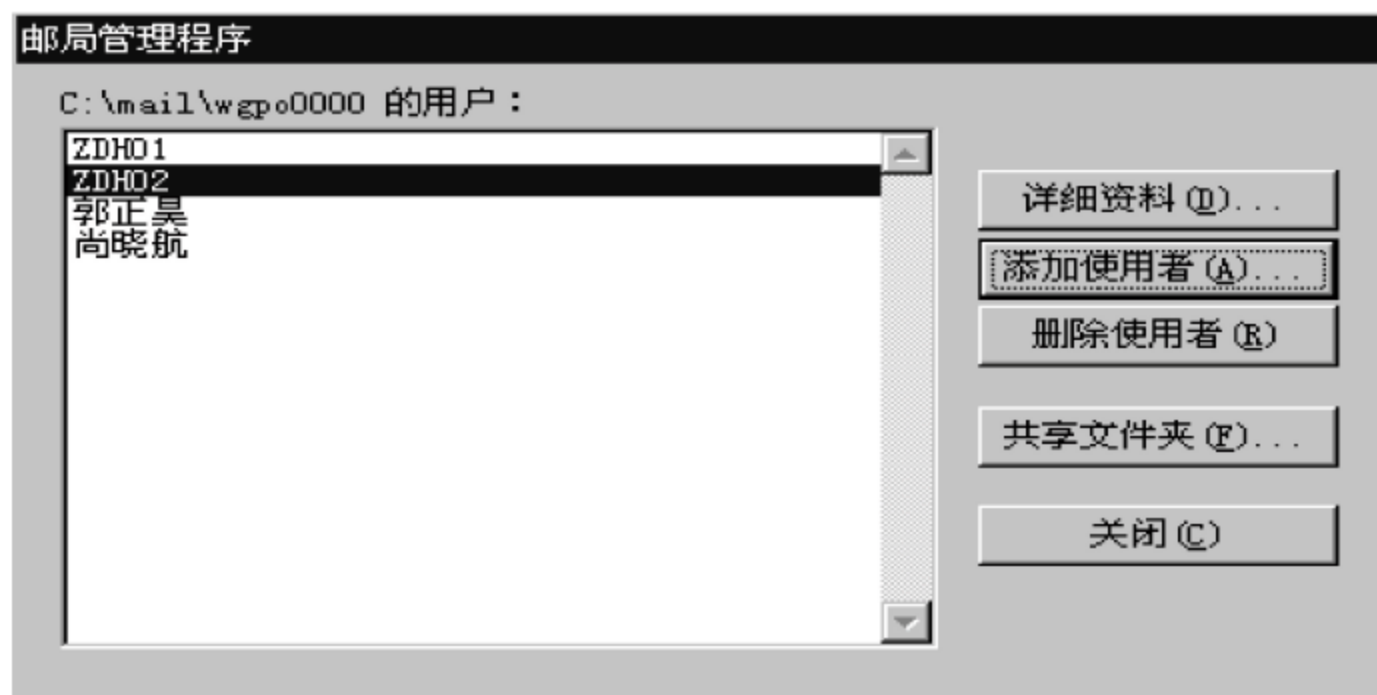 邮局管理程序
C:\mail\wgpo0000 的用户：
ZDH01
ZDH02
郭正昊
尚晓航
详细资料(D)...
添加使用者(A)...
删除使用者(R)
共享文件夹(F)...
关闭(C)